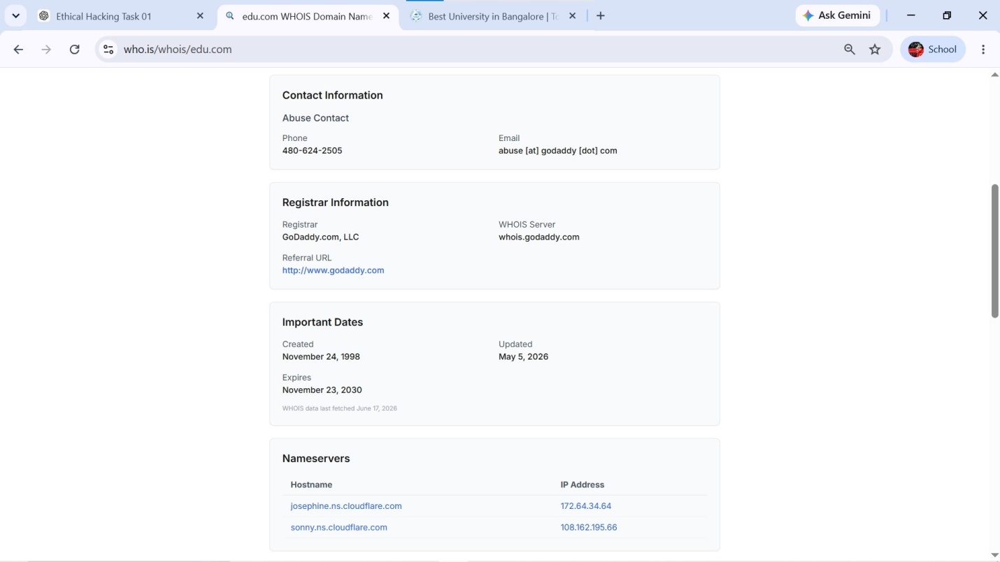 Ethical Hacking Task 01
edu.com WHOIS Domain Name
Best University in Bangalore | To
Ask Gemini
who.is/whois/edu.com
School
Contact Information
Abuse Contact
Phone
Email
480-624-2505
abuse [at] godaddy [dot] com
Registrar Information
Registrar
WHOIS Server
GoDaddy.com, LLC
whois.godaddy.com
Referral URL
http://www.godaddy.com
Important Dates
Created
Updated
November 24, 1998
May 5, 2026
Expires
November 23, 2030
WHOIS data last fetched June 17, 2026
Nameservers
Hostname
IP Address
josephine.ns.cloudflare.com
172.64.34.64
sonny.ns.cloudflare.com
108.162.195.66